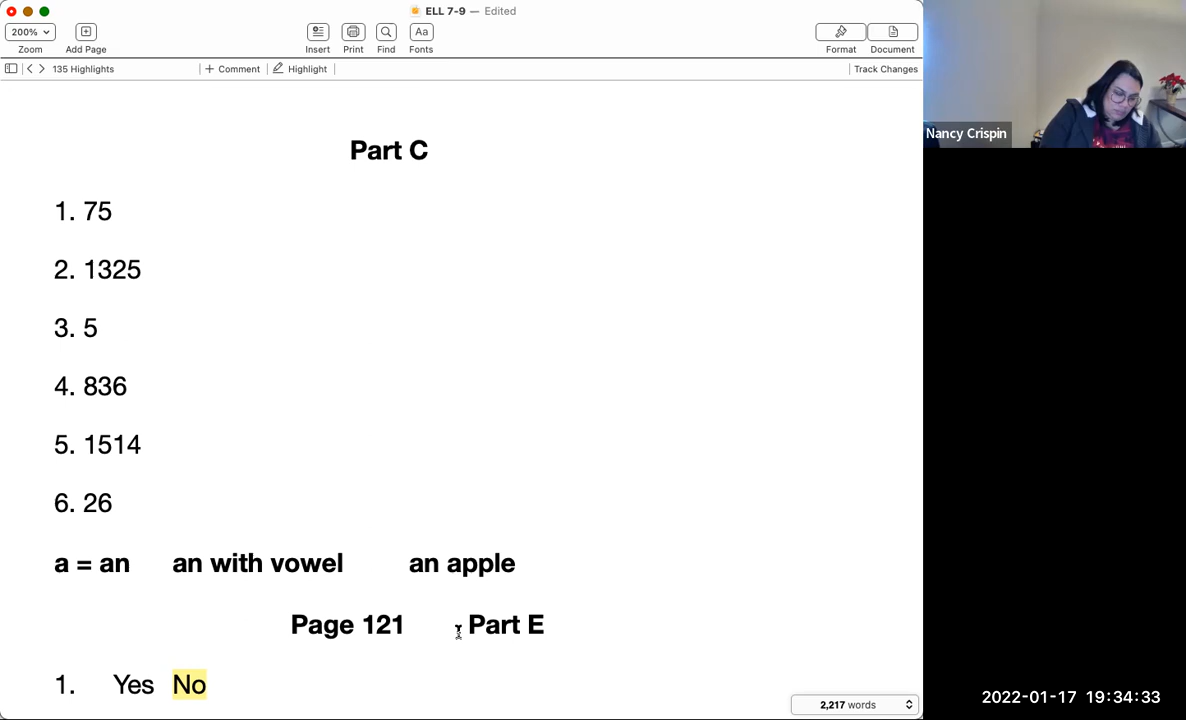 ELL 7-9 — Edited
200%
Zoom
Add Page
Insert
Print
Find
Aa
Fonts
Format
Document
135 Highlights
+ Comment
Highlight
Track Changes
Nancy Crispin
Part C
1. 75
2. 1325
3. 5
4. 836
5. 1514
6. 26
a = an an with vowel an apple
Page 121 Part E
1. Yes No
2,217 words
2022-01-17 19:34:33